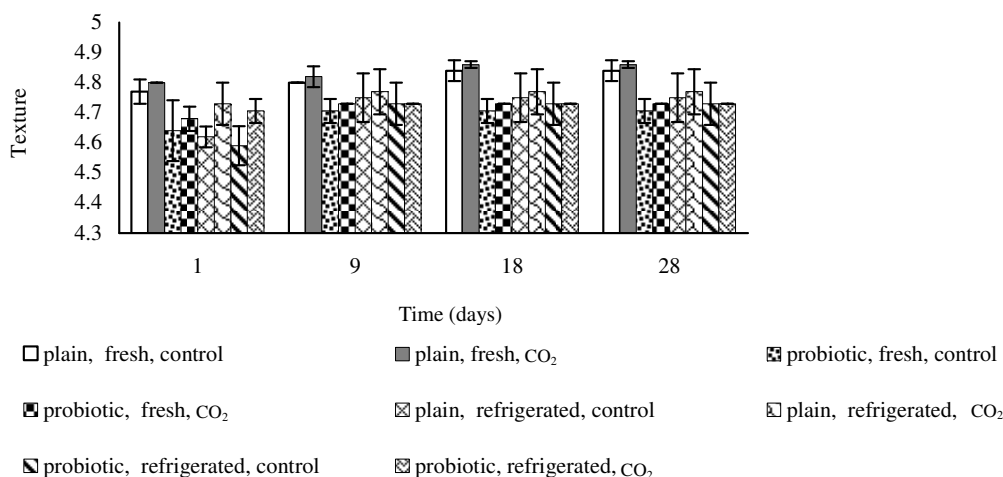 5
4.9
4.8
4.7
4.6
4.5
4.4
4.3
Texture
1 9 18 28
Time (days)
plain, fresh, control plain, fresh, CO₂ probiotic, fresh, control
probiotic, fresh, CO₂ plain, refrigerated, control plain, refrigerated, CO₂
probiotic, refrigerated, control probiotic, refrigerated, CO₂